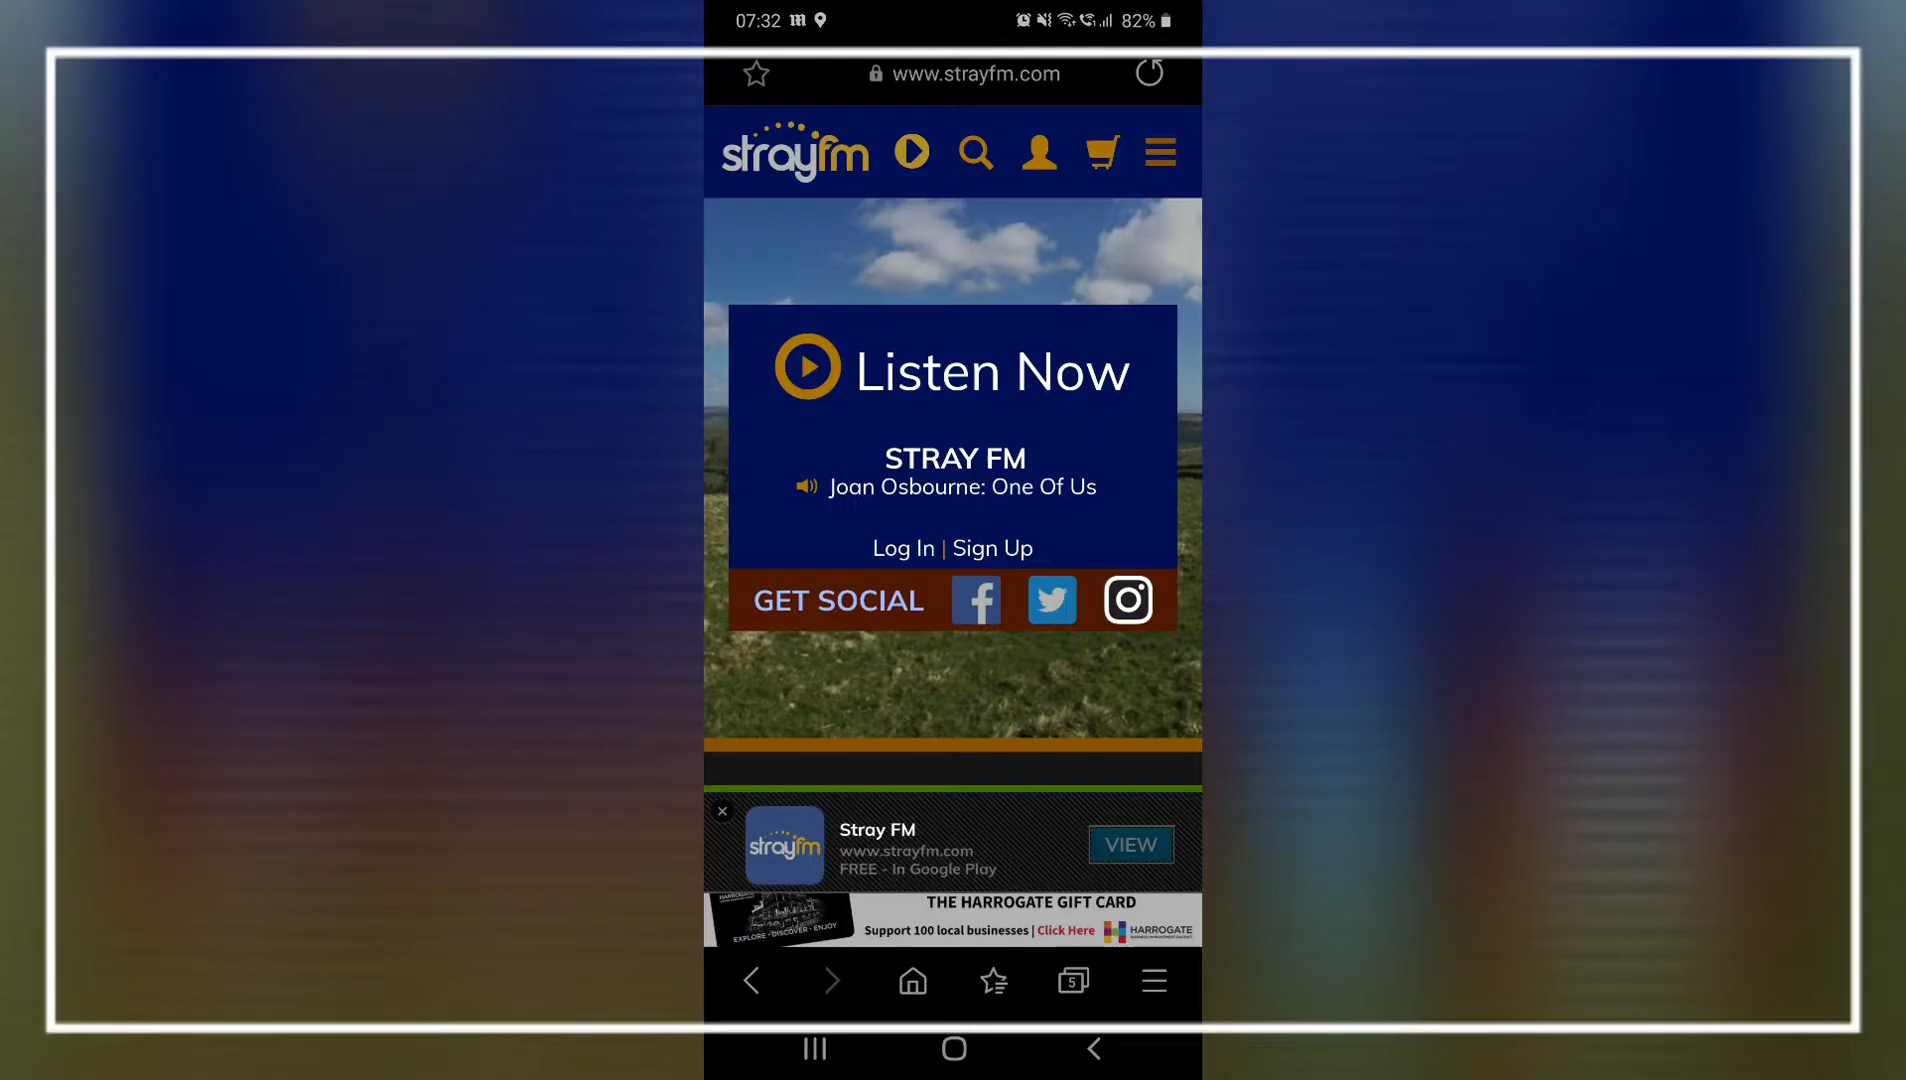 07:32 82%
www.strayfm.com
strayfm
Listen Now
STRAY FM
Joan Osbourne: One Of Us
Log In | Sign Up
GET SOCIAL
Stray FM
strayfm
www.strayfm.com
VIEW
FREE - In Google Play
HARROGATE
THE HARROGATE GIFT CARD
EXPLORE - DISCOVER - ENJOY
Support 100 local businesses | Click Here
HARROGATE
5